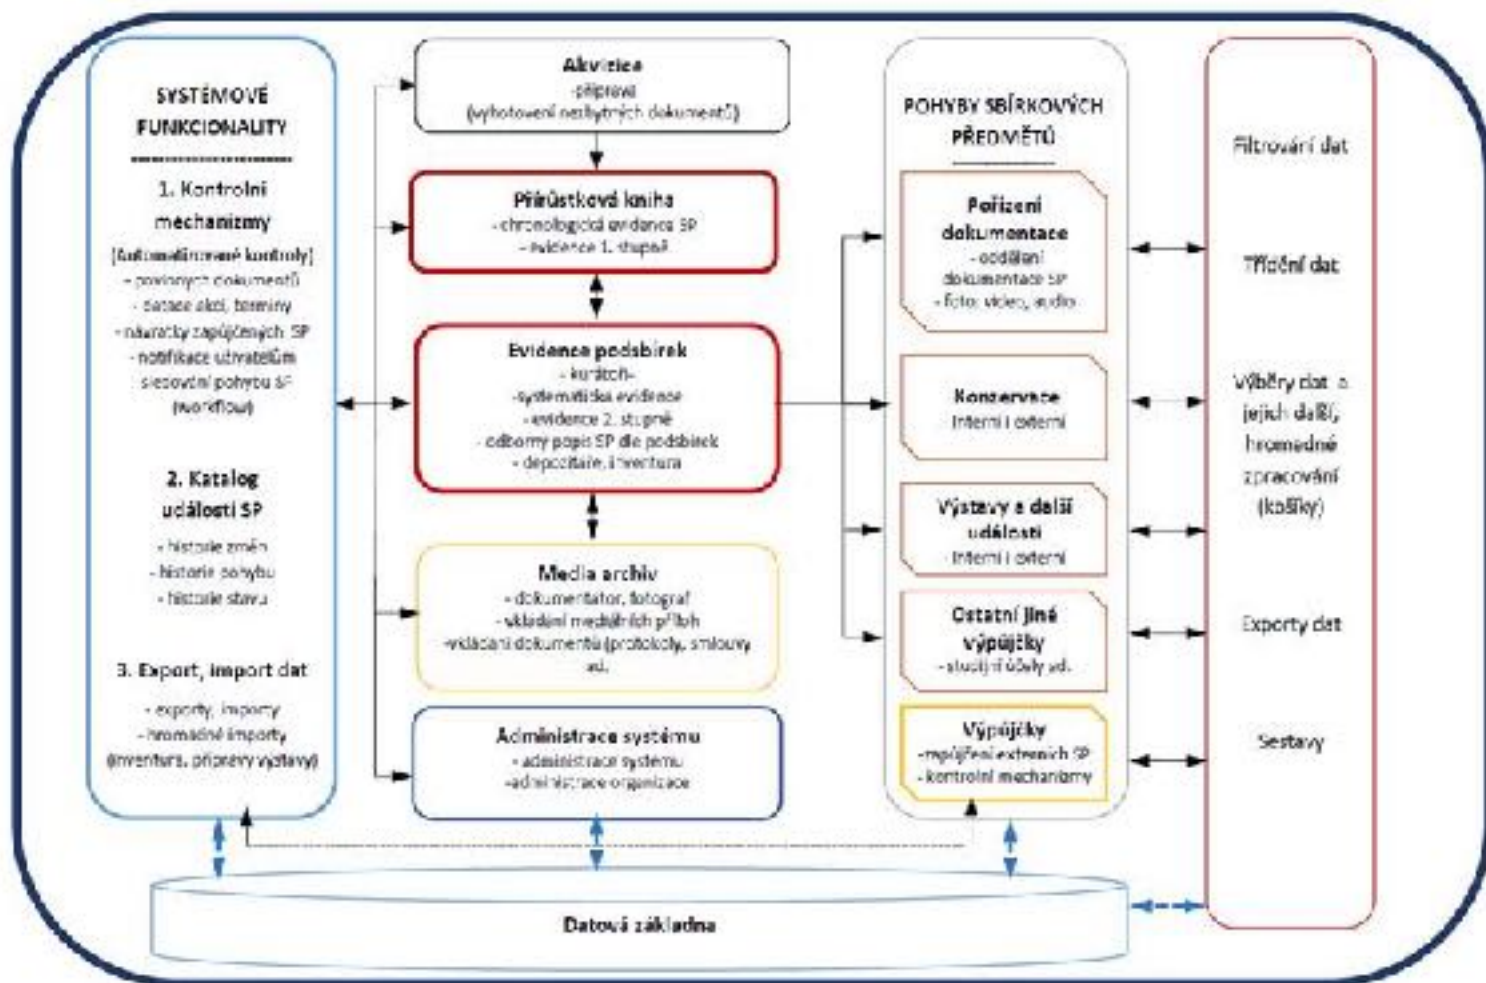 SYSTÉMOVÉ
FUNKCIONALITY
1. Kontrolní
mechanizmy
(Automatizované kontroly)
- povinných dokumentů
- datace akcí, termíny
- návratky zapůjčených SP
- notifikace uživatelům
sledování pohybu SP
(workflow)
2. Katalog
událostí SP
- historie změn
- historie pohybu
- historie stavu
3. Export, import dat
- exporty, importy
- hromadné importy
(inventura, přípravy výstavy)
Akvizice
-příprava
(vyhotovení nezbytných dokumentů)
Přírůstková kniha
- chronologická evidence SP
- evidence 1. stupně
Evidence podsbírek
- kurátoři-
-systematická evidence
- evidence 2. stupně
- odborný popis SP dle podsbírek
- depozitáře, inventura
Media archiv
- dokumentátor, fotograf
- vkládání mediálních příloh
-vkládání dokumentů (protokoly, smlouvy
ad.
Administrace systému
- administrace systému
-administrace organizace
POHYBY SBÍRKOVÝCH
PŘEDMĚTŮ
Pořízení
dokumentace
- oddělení
dokumentace SP
- foto, video, audio
Konzervace
Interní i externí
Výstavy a další
události
- Interní i externí
Ostatní jiné
výpůjčky
- studijní účely ad.
Výpůjčky
-zapůjčení externích SP
- kontrolní mechanizmy
Filtrování dat
Třídění dat
Výběry dat a
jejich další,
hromadné
zpracování
(košíky)
Exporty dat
Sestavy
Datová základna